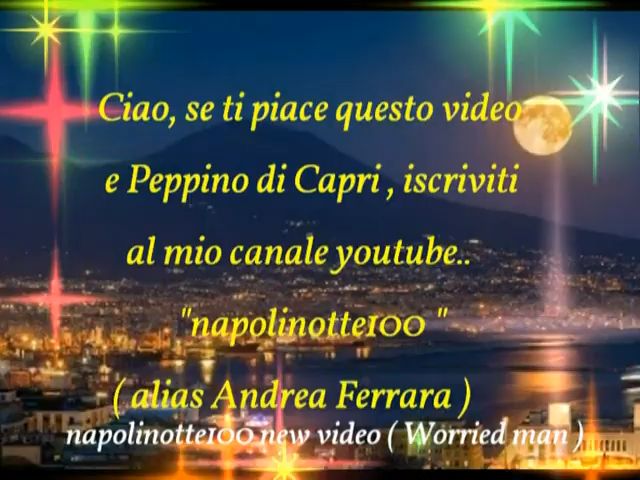 Ciao, se ti piace questo video
e Peppino di Capri , iscriviti
al mio canale youtube..
"napolinotte100 "
( alias Andrea Ferrara )
napolinotte100 new video ( Worried man )